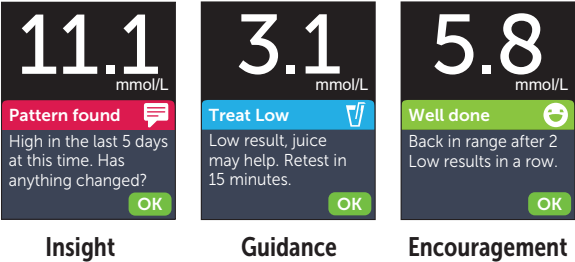 11.1
mmol/L
Pattern found
High in the last 5 days
at this time. Has
anything changed?
OK
Insight
3.1
mmol/L
Treat Low
Low result, juice
may help. Retest in
15 minutes.
OK
Guidance
5.8
mmol/L
Well done
Back in range after 2
Low results in a row.
OK
Encouragement